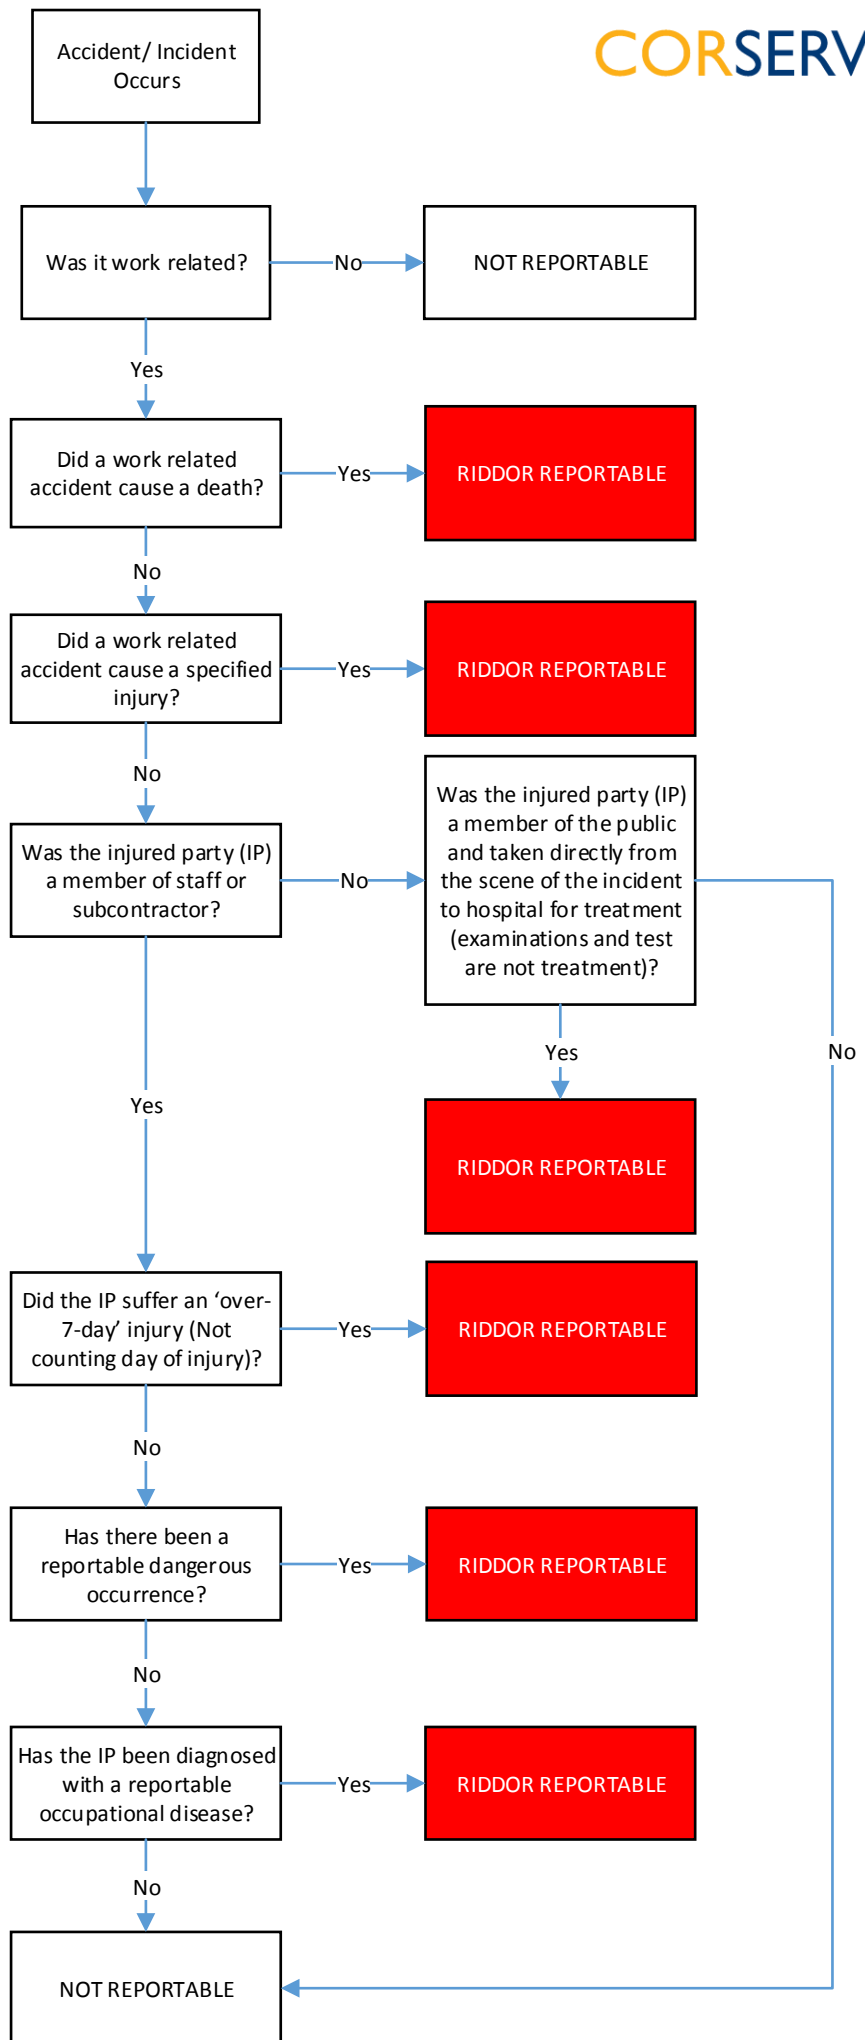 CORSERV
Accident/ Incident
Occurs
Was it work related?
No
NOT REPORTABLE
Yes
Did a work related
accident cause a death?
Yes
RIDDOR REPORTABLE
No
Did a work related
accident cause a specified
injury?
Yes
RIDDOR REPORTABLE
No
Was the injured party (IP)
a member of staff or
subcontractor?
No
Was the injured party (IP)
a member of the public
and taken directly from
the scene of the incident
to hospital for treatment
(examinations and test
are not treatment)?
No
Yes
RIDDOR REPORTABLE
Yes
Did the IP suffer an ‘over-
7-day’ injury (Not
counting day of injury)?
Yes
RIDDOR REPORTABLE
No
Has there been a
reportable dangerous
occurrence?
Yes
RIDDOR REPORTABLE
No
Has the IP been diagnosed
with a reportable
occupational disease?
Yes
RIDDOR REPORTABLE
No
NOT REPORTABLE